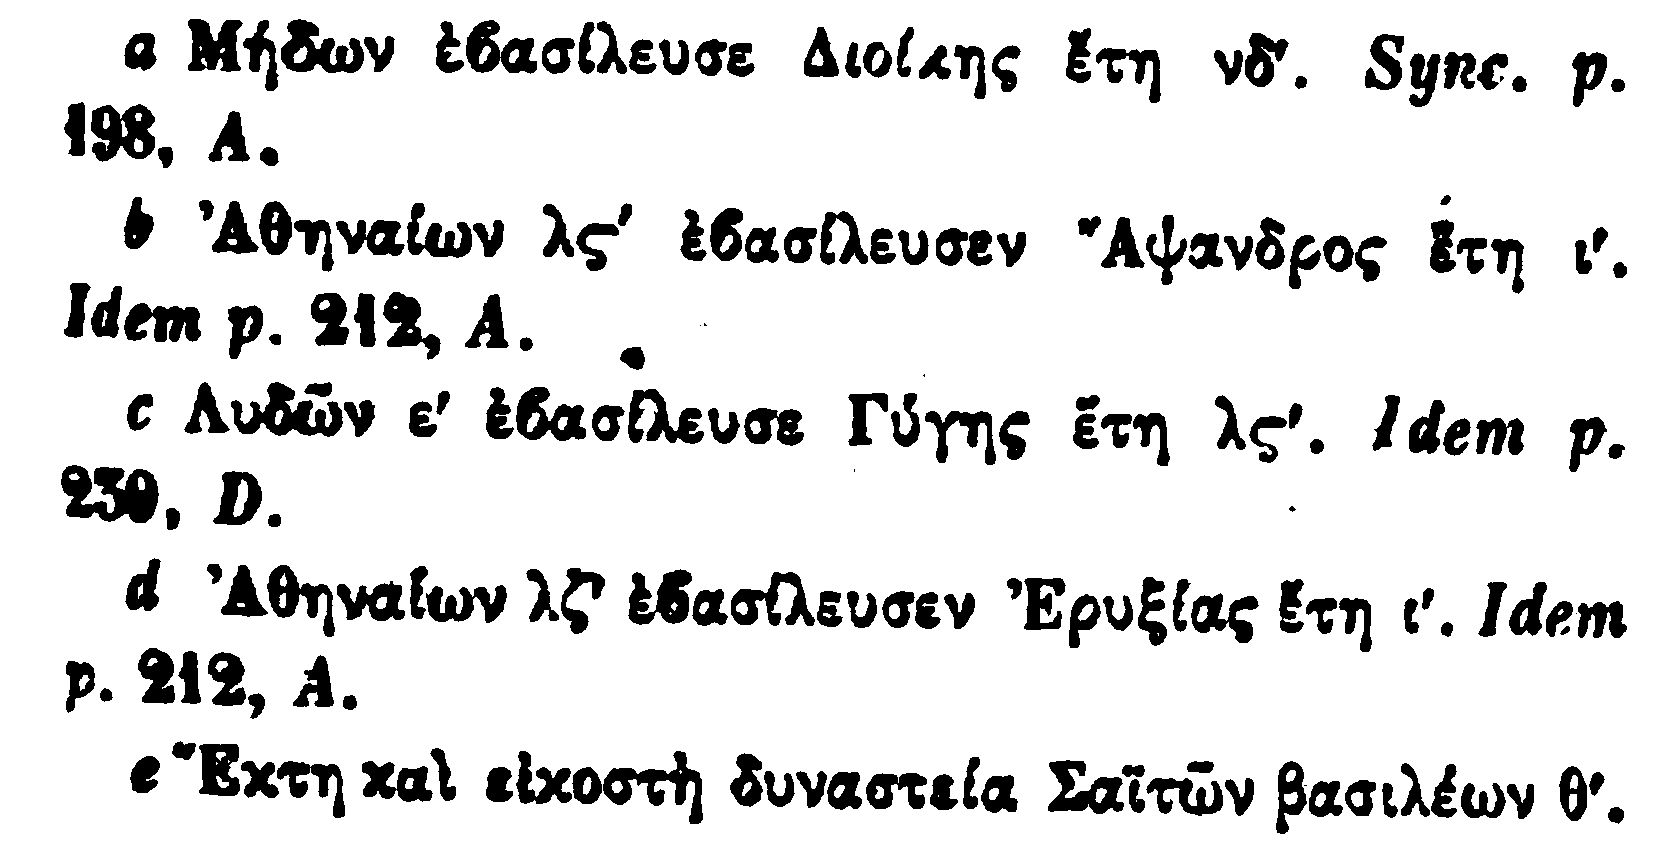 a Μήδων ἐϐασίλευσε Διοίκης ἔτη νδ′. Sync. p.
198, A.
b Ἀθηναίων λς′ ἐϐασίλευσεν Ἄψανδρος ἔτη ι′.
Idem p. 212, A.
c Λυδῶν ε′ ἐϐασίλευσε Γύγης ἔτη λς′. Idem p.
239, D.
d Ἀθηναίων λζ′ ἐϐασίλευσεν Ἐρυξίας ἔτη ι′. Idem
p. 212, A.
e Ἕκτη καὶ εἰκοστὴ δυναστεία Σαϊτῶν βασιλέων θ′.